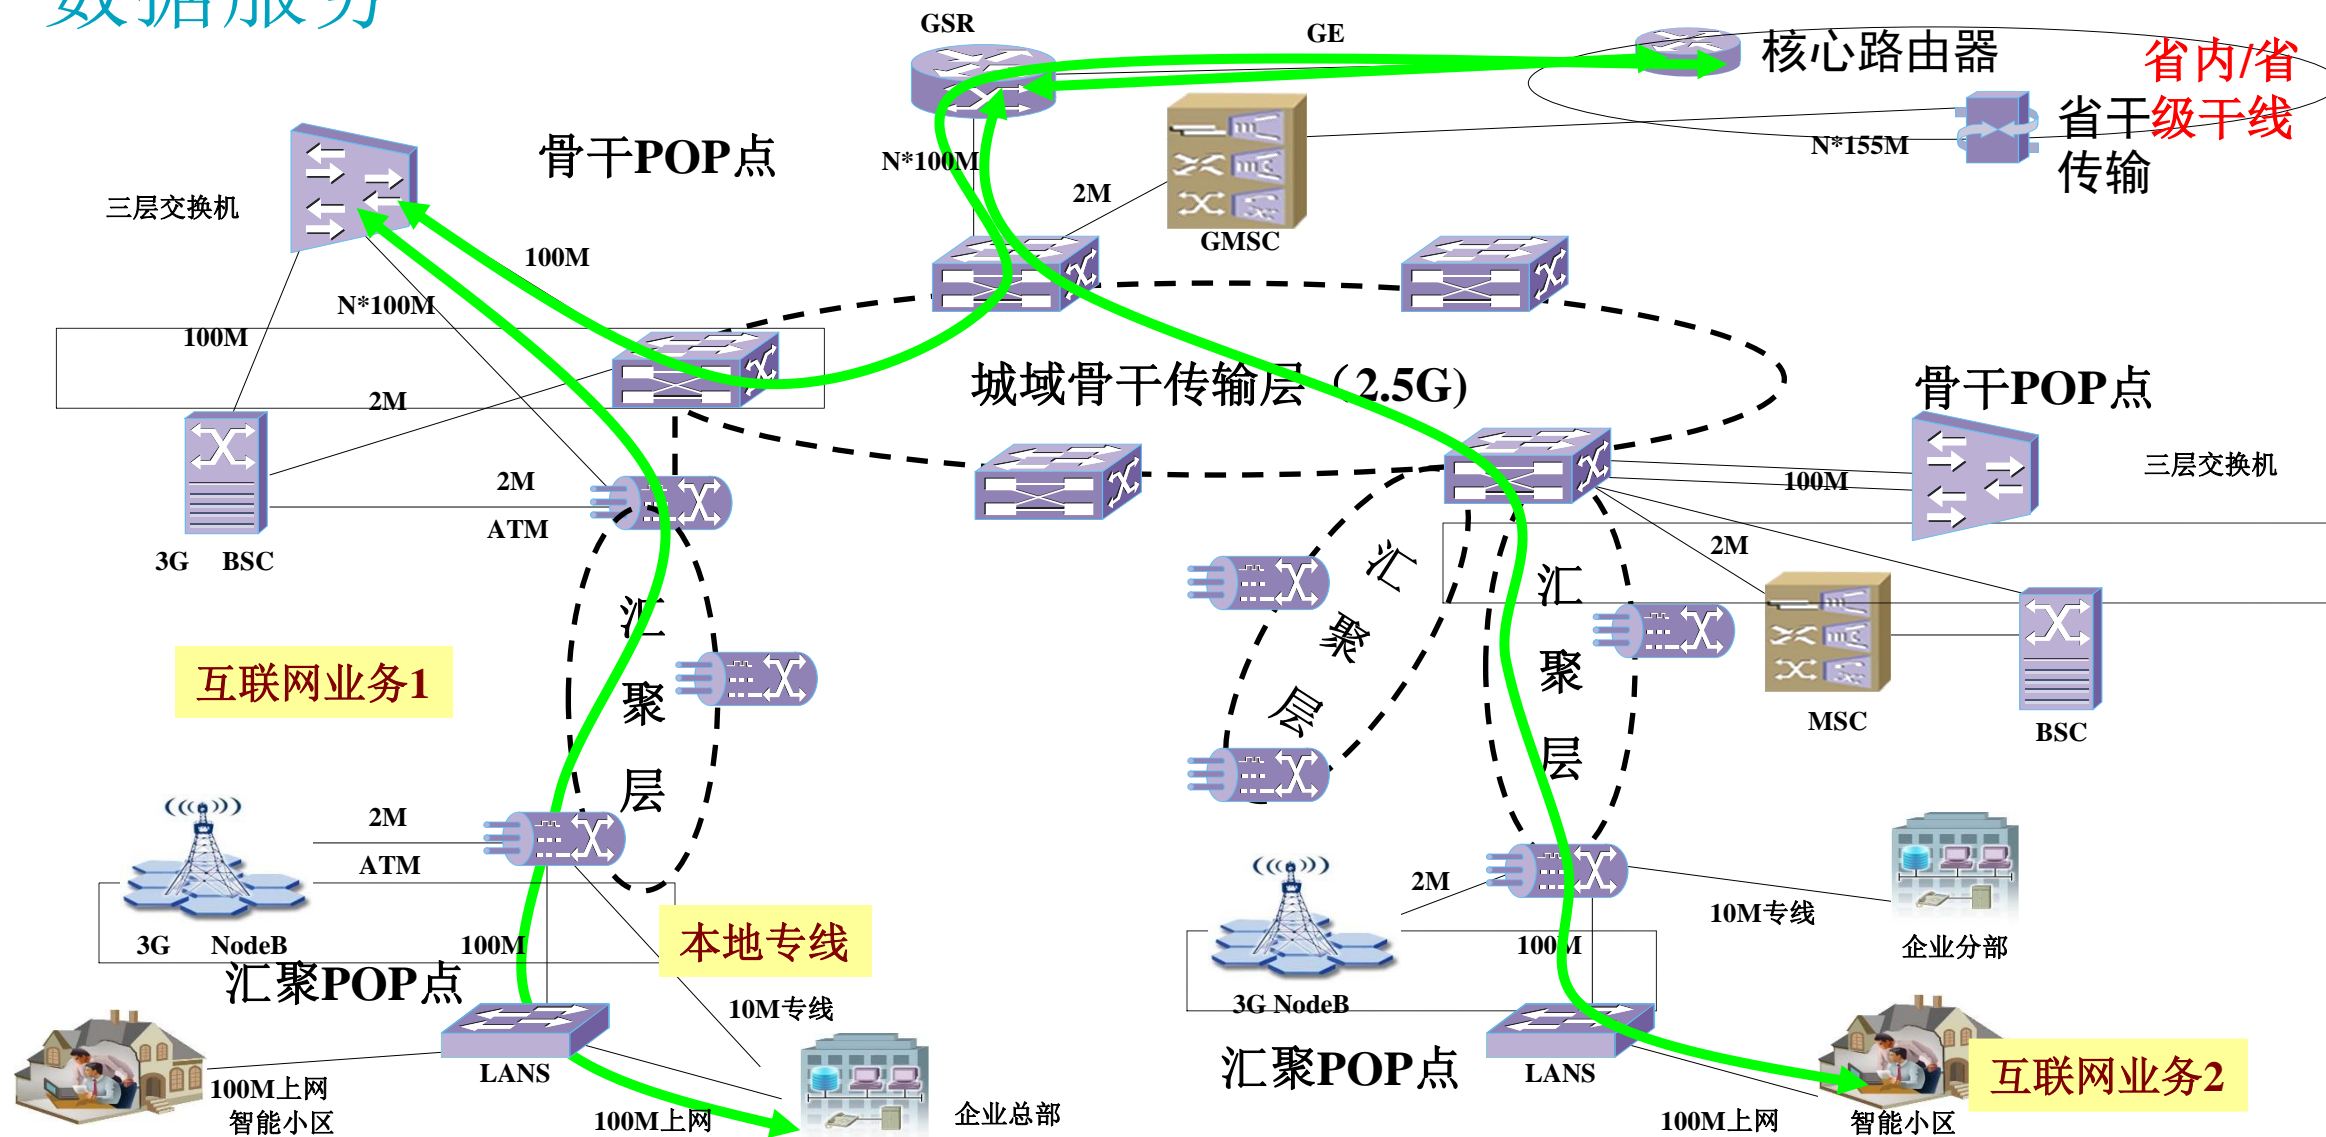 数据服务
GSR
GE
核心路由器
省内/省
级干线
省干
传输
N*155M
骨干POP点
N*100M
2M
GMSC
三层交换机
100M
N*100M
100M
2M
城域骨干传输层（2.5G)
骨干POP点
三层交换机
100M
2M
ATM
3G BSC
2M
汇
聚
层
汇
聚
层
汇
聚
层
MSC
BSC
互联网业务1
2M
ATM
3G NodeB
100M
本地专线
汇聚POP点
10M专线
LANS
100M上网
智能小区
100M上网
企业总部
2M
10M专线
企业分部
100M
3G NodeB
汇聚POP点
LANS
互联网业务2
100M上网
智能小区